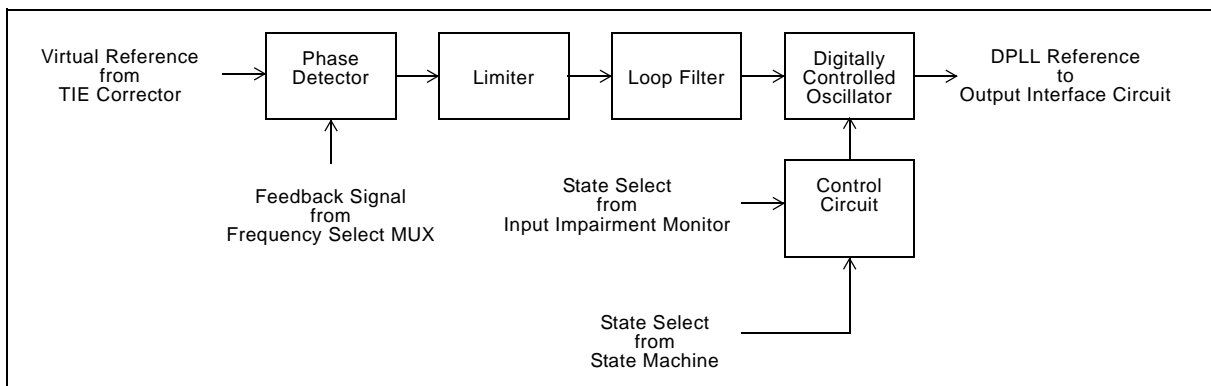 Virtual Reference
from
TIE Corrector
Phase
Detector
Limiter
Loop Filter
Digitally
Controlled
Oscillator
DPLL Reference
to
Output Interface Circuit
Feedback Signal
from
Frequency Select MUX
State Select
from
Input Impairment Monitor
Control
Circuit
State Select
from
State Machine